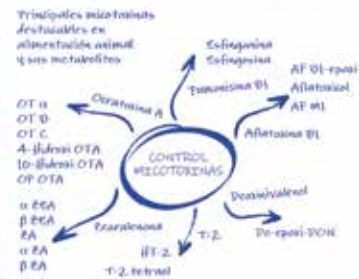 Principales micotoxinas
destacables en
alimentación animal
y sus metabolitos
Esfinganina
Esfingosina
Fumonisina B1
AF B1-epoxi
Aflatoxicol
AF M1
Aflatoxina B1
Ocratoxina A
OT α
OT B
OT C
4-Hidroxi OTA
10-Hidroxi OTA
OP OTA
CONTROL
MICOTOXINAS
Deoxinivalenol
De-epoxi-DON
T-2
HT-2
T-2 tetraol
Zearalenona
α ZEA
β ZEA
ZA
α ZA
β ZA